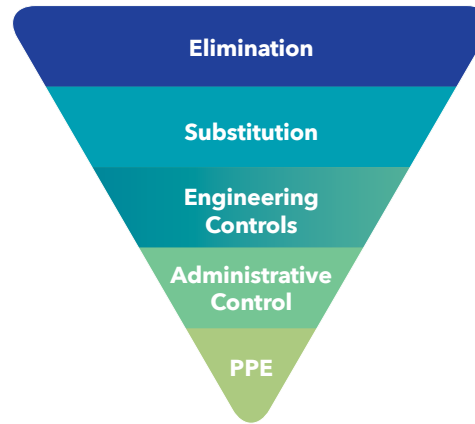 Elimination
Substitution
Engineering
Controls
Administrative
Control
PPE